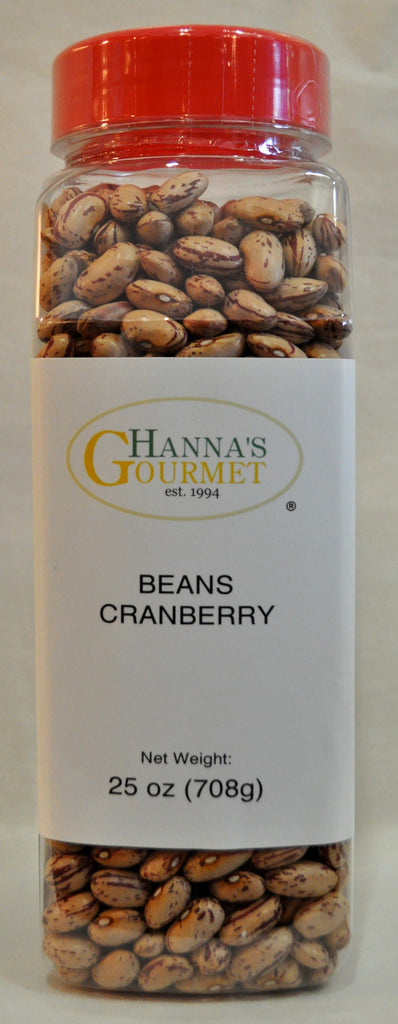 HANNA'S
GOURMET
est. 1994
®
BEANS
CRANBERRY
Net Weight:
25 oz (708g)